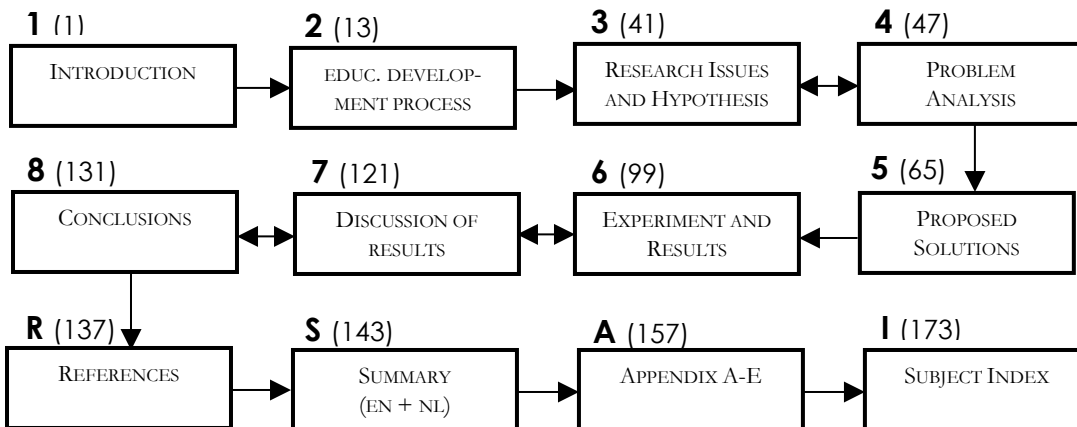 1 (1)
INTRODUCTION
2 (13)
EDUC. DEVELOP-
MENT PROCESS
3 (41)
RESEARCH ISSUES
AND HYPOTHESIS
4 (47)
PROBLEM
ANALYSIS
8 (131)
CONCLUSIONS
7 (121)
DISCUSSION OF
RESULTS
6 (99)
EXPERIMENT AND
RESULTS
5 (65)
PROPOSED
SOLUTIONS
R (137)
REFERENCES
S (143)
SUMMARY
(EN + NL)
A (157)
APPENDIX A-E
I (173)
SUBJECT INDEX